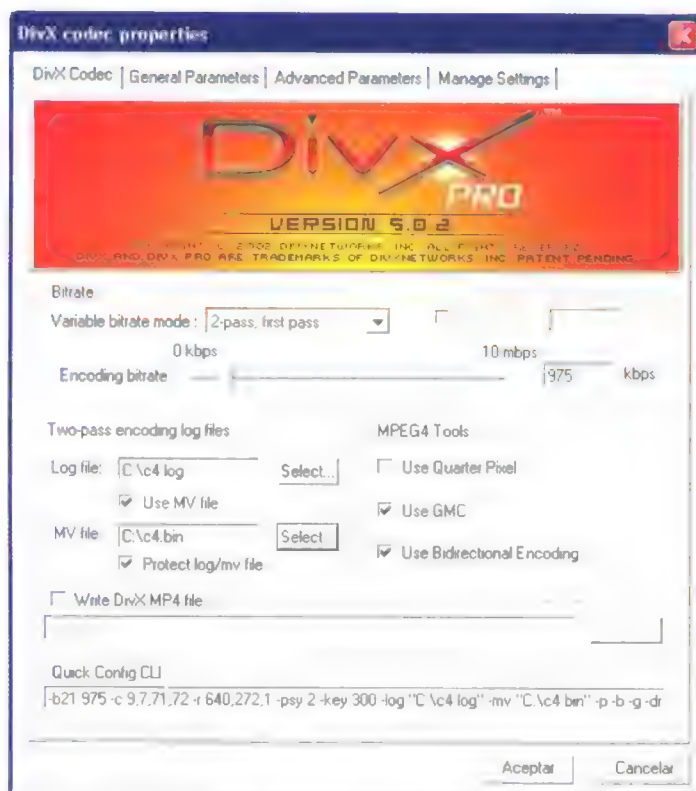 DivX codec properties
DivX Codec | General Parameters | Advanced Parameters | Manage Settings |
DivX
PRO
VERSION 5.0.2
2002 DIVXNETWORKS INC ALL
DIVX AND DIVX PRO ARE TRADEMARKS OF DIVXNETWORKS INC PATENT PENDING
Bitrate
Variable bitrate mode : 2-pass, first pass
0 kbps 10 mbps
Encoding bitrate 975 kbps
Two-pass encoding log files MPEG4 Tools
Log file: C:\c4 log Select... Use Quarter Pixel
Use MV file
Use GMC
MV file C:\c4.bin Select
Use Bidirectional Encoding
Protect log/mv file
Write DivX MP4 file
Quick Config CLI
-b21 975 -c 9,7,71,72 -r 640,272,1 -psy 2 -key 300 -log "C \c4 log" -mv "C.\c4 bin" -p -b -g -dr
Aceptar Cancelar